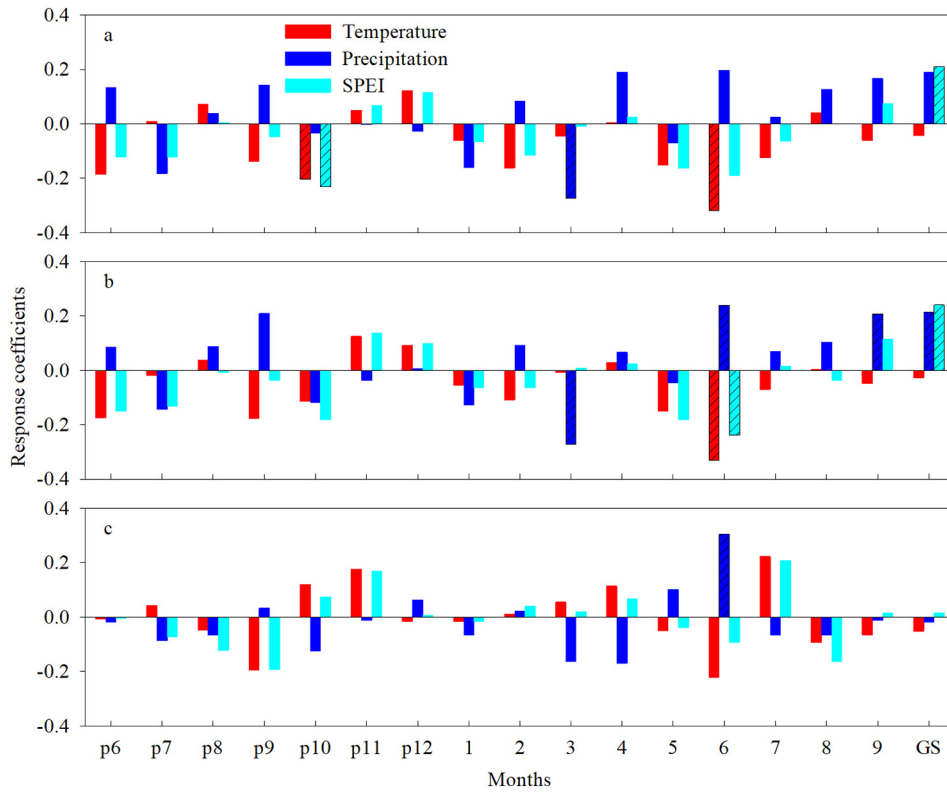 a
Temperature
Precipitation
SPEI
0.4
0.2
0.0
-0.2
-0.4
b
0.4
0.2
0.0
-0.2
-0.4
Response coefficients
c
0.4
0.2
0.0
-0.2
-0.4
p6 p7 p8 p9 p10 p11 p12 1 2 3 4 5 6 7 8 9 GS
Months